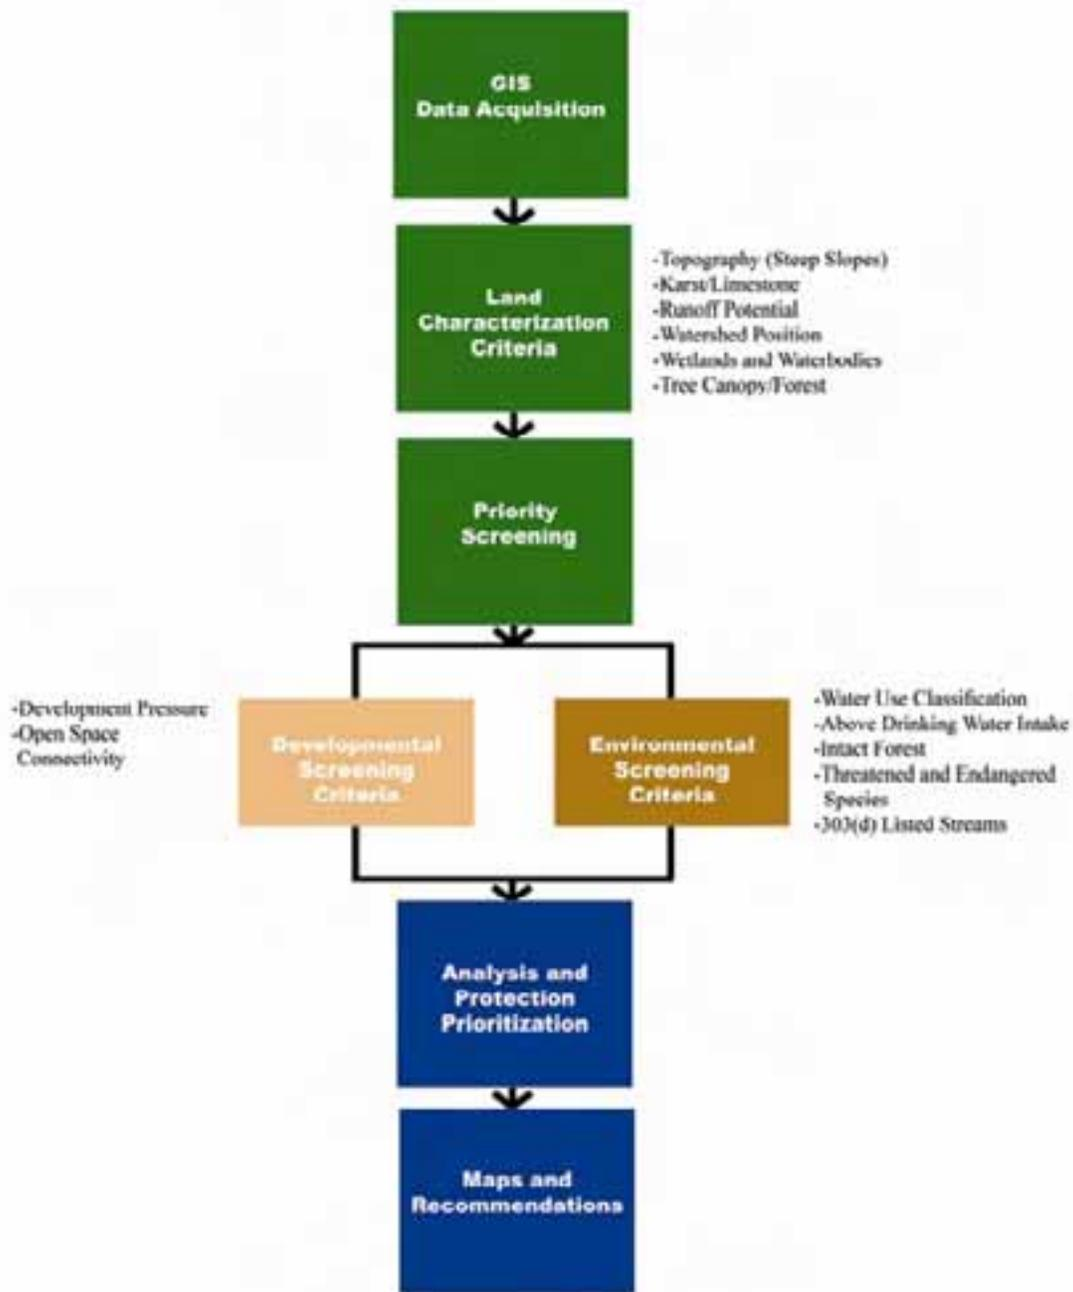 GIS
Data Acquisition
Land
Characterization
Criteria
-Topography (Steep Slopes)
-Karst/Limestone
-Runoff Potential
-Watershed Position
-Wetlands and Waterbodies
-Tree Canopy/Forest
Priority
Screening
-Development Pressure
-Open Space
Connectivity
Developmental
Screening
Criteria
Environmental
Screening
Criteria
-Water Use Classification
-Above Drinking Water Intake
-Intact Forest
-Threatened and Endangered
Species
-303(d) Listed Streams
Analysis and
Protection
Prioritization
Maps and
Recommendations